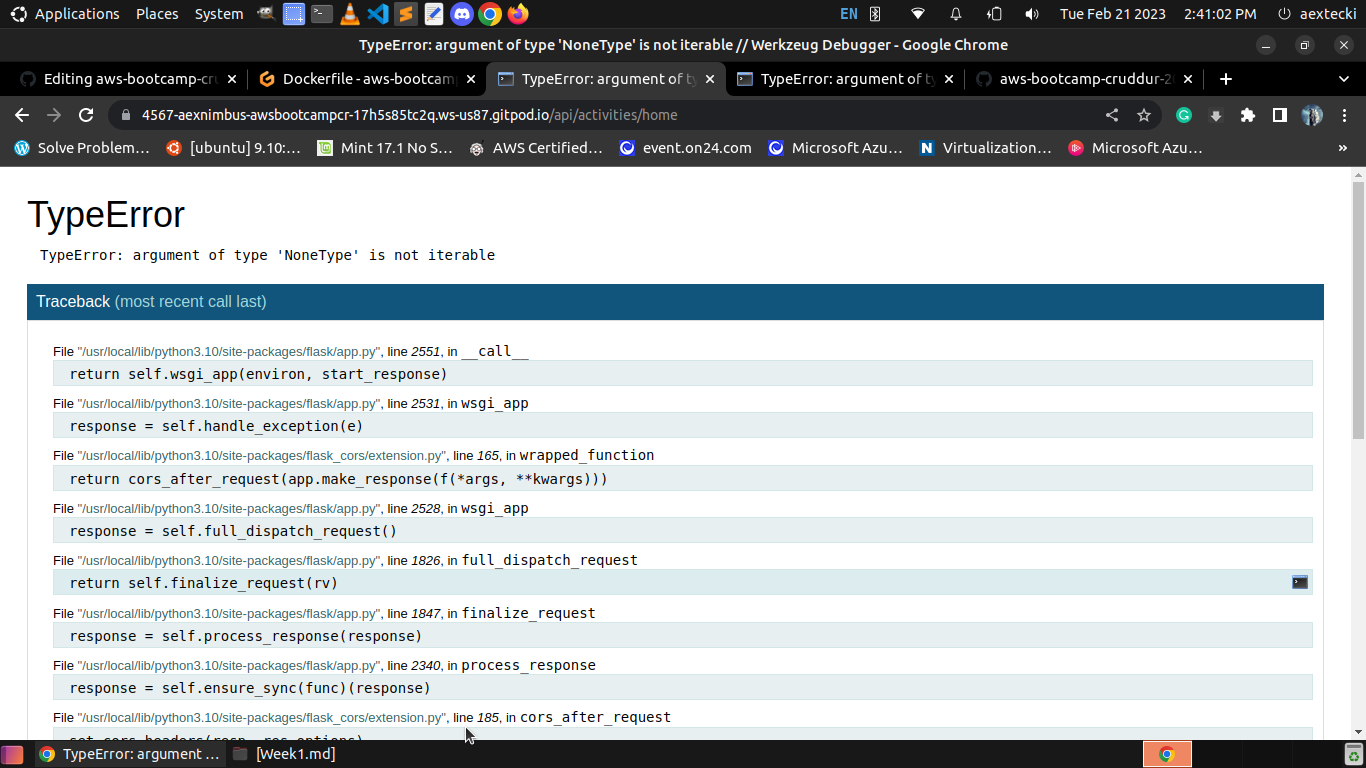 Applications Places System EN Tue Feb 21 2023 2:41:02 PM aextecki
TypeError: argument of type 'NoneType' is not iterable // Werkzeug Debugger - Google Chrome
Editing aws-bootcamp-cru Dockerfile - aws-bootcamp TypeError: argument of ty TypeError: argument of ty aws-bootcamp-cruddur-20
4567-aexnimbus-awsbootcampcr-17h5s85tc2q.ws-us87.gitpod.io/api/activities/home
Solve Problem… [ubuntu] 9.10:… Mint 17.1 No S… AWS Certified… event.on24.com Microsoft Azu… Virtualization… Microsoft Azu… »
TypeError
TypeError: argument of type 'NoneType' is not iterable
Traceback (most recent call last)
File "/usr/local/lib/python3.10/site-packages/flask/app.py", line 2551, in __call__
return self.wsgi_app(environ, start_response)
File "/usr/local/lib/python3.10/site-packages/flask/app.py", line 2531, in wsgi_app
response = self.handle_exception(e)
File "/usr/local/lib/python3.10/site-packages/flask_cors/extension.py", line 165, in wrapped_function
return cors_after_request(app.make_response(f(*args, **kwargs)))
File "/usr/local/lib/python3.10/site-packages/flask/app.py", line 2528, in wsgi_app
response = self.full_dispatch_request()
File "/usr/local/lib/python3.10/site-packages/flask/app.py", line 1826, in full_dispatch_request
return self.finalize_request(rv)
File "/usr/local/lib/python3.10/site-packages/flask/app.py", line 1847, in finalize_request
response = self.process_response(response)
File "/usr/local/lib/python3.10/site-packages/flask/app.py", line 2340, in process_response
response = self.ensure_sync(func)(response)
File "/usr/local/lib/python3.10/site-packages/flask_cors/extension.py", line 185, in cors_after_request
set_cors_headers(resp, res_options)
TypeError: argument ... [Week1.md]